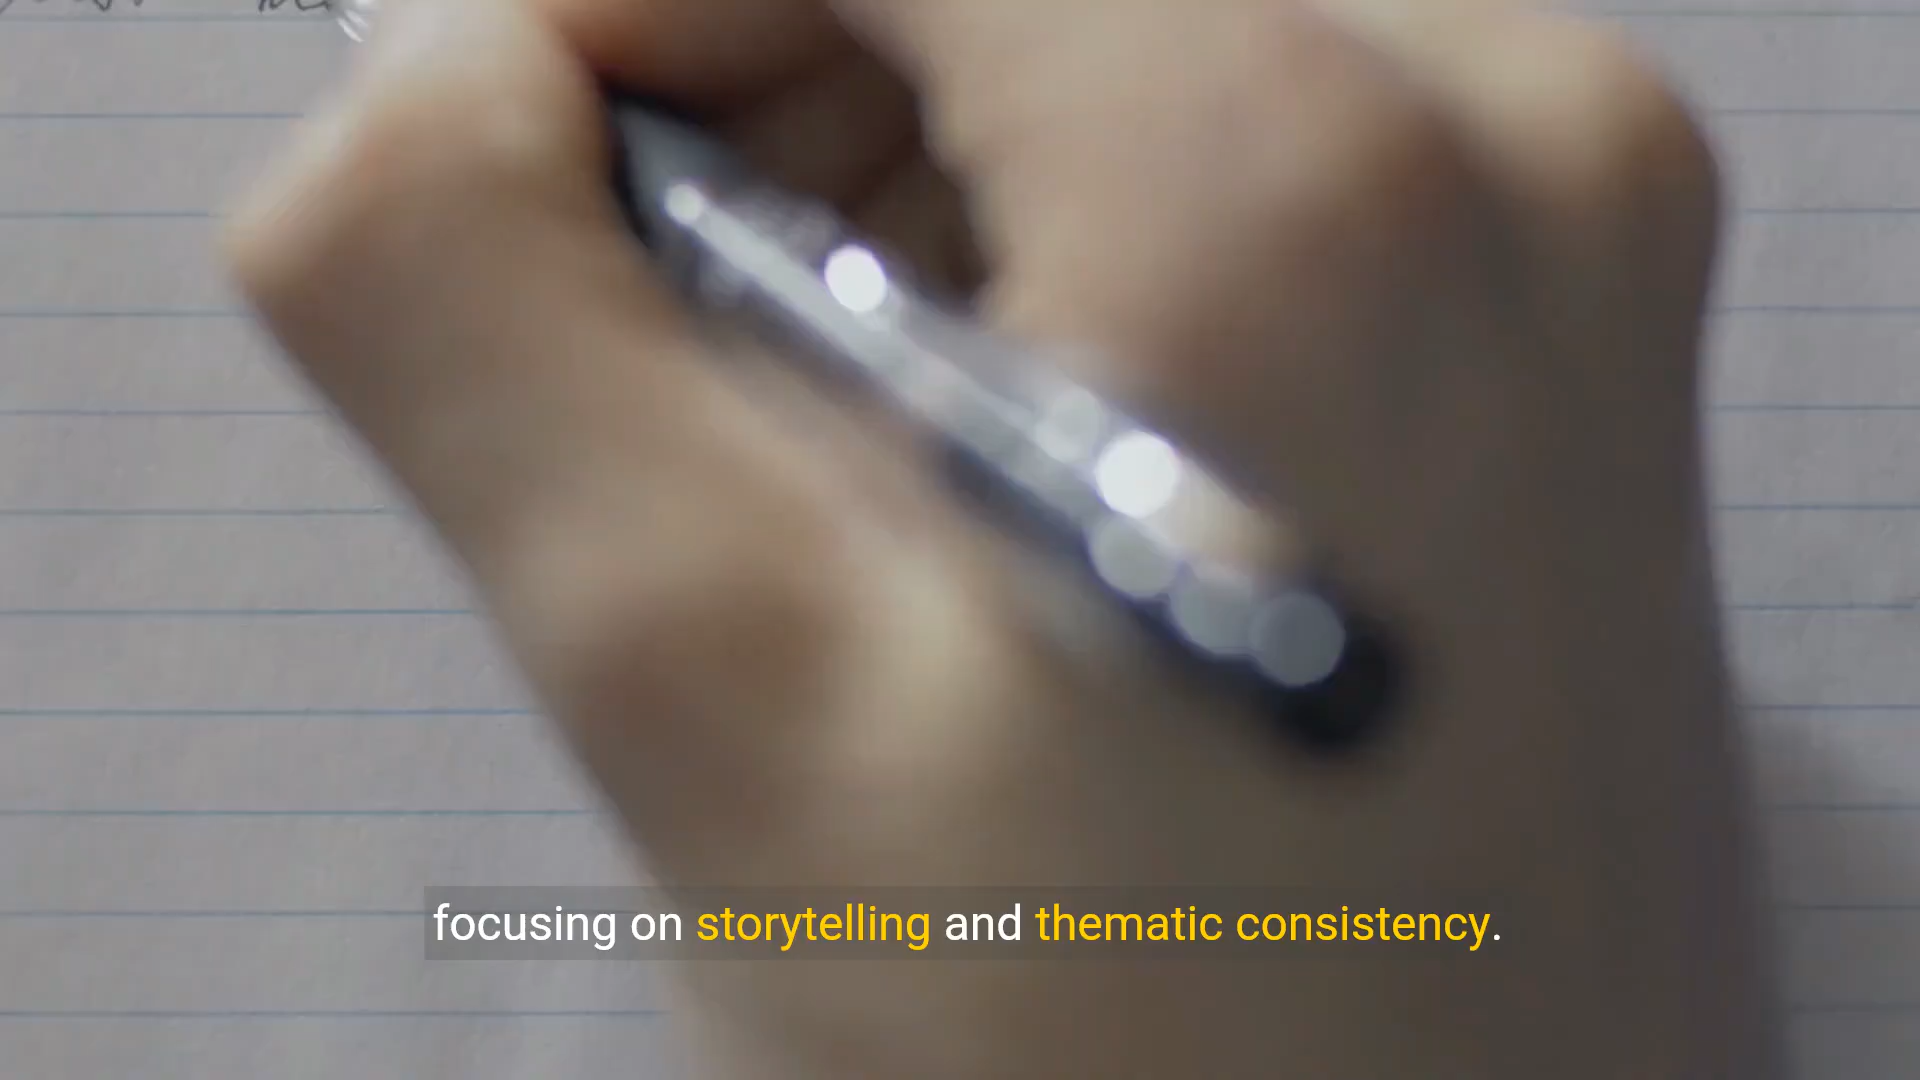 focusing on storytelling and thematic consistency.